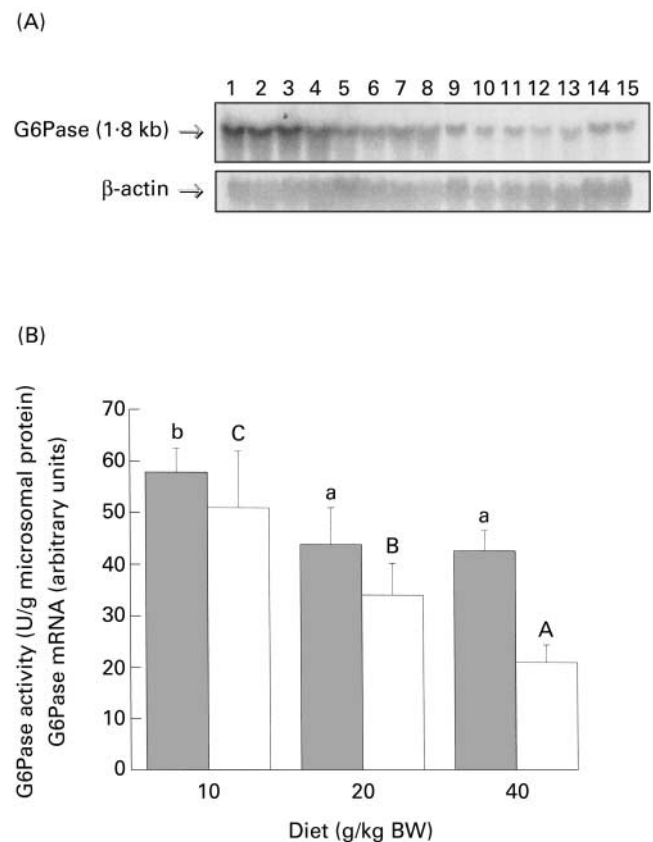 (A)
1 2 3 4 5 6 7 8 9 10 11 12 13 14 15
G6Pase (1·8 kb) →
β-actin →
(B)
G6Pase activity (U/g microsomal protein)
G6Pase mRNA (arbitrary units)
70
60
50
40
30
20
10
0
b C a B a A
10 20 40
Diet (g/kg BW)